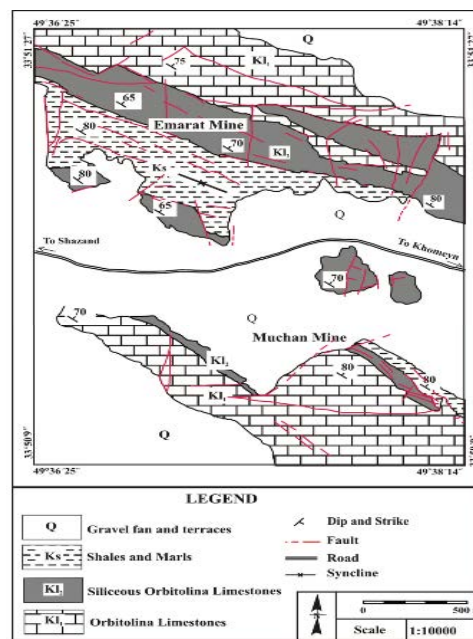 49°36'25"
49°38'14"
33°51'27"
33°51'27"
Q
75
Kl1
65
Emarat Mine
80
70
Kl2
Ks
80
65
80
Q
To Shazand
To Khomeyn
70
Q
70
Muchan Mine
Kl2
80
80
Kl1
Q
33°50'9"
49°36'25"
49°38'14"
LEGEND
Q Gravel fan and terraces
Ks Shales and Marls
Kl2 Siliceous Orbitolina Limestones
Kl1 Orbitolina Limestones
Dip and Strike
Fault
Road
Syncline
0 500
Scale 1:10000